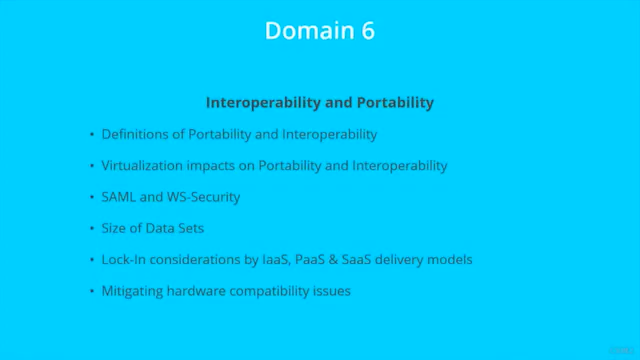 Domain 6
Interoperability and Portability
• Definitions of Portability and Interoperability
• Virtualization impacts on Portability and Interoperability
• SAML and WS-Security
• Size of Data Sets
• Lock-In considerations by IaaS, PaaS & SaaS delivery models
• Mitigating hardware compatibility issues